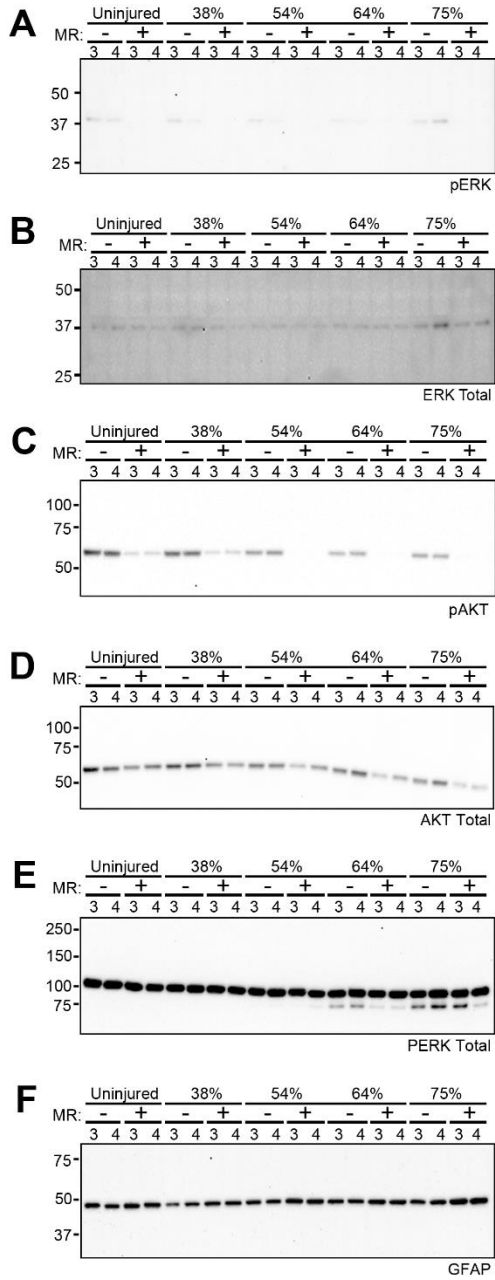 A
Uninjured 38% 54% 64% 75%
MR: - + - + - + - + - +
3 4 3 4 3 4 3 4 3 4 3 4 3 4 3 4 3 4 3 4
50
37
25
pERK
B
Uninjured 38% 54% 64% 75%
MR: - + - + - + - + - +
3 4 3 4 3 4 3 4 3 4 3 4 3 4 3 4 3 4 3 4
50
37
25
ERK Total
C
Uninjured 38% 54% 64% 75%
MR: - + - + - + - + - +
3 4 3 4 3 4 3 4 3 4 3 4 3 4 3 4 3 4 3 4
100
75
50
pAKT
D
Uninjured 38% 54% 64% 75%
MR: - + - + - + - + - +
3 4 3 4 3 4 3 4 3 4 3 4 3 4 3 4 3 4 3 4
100
75
50
AKT Total
E
Uninjured 38% 54% 64% 75%
MR: - + - + - + - + - +
3 4 3 4 3 4 3 4 3 4 3 4 3 4 3 4 3 4 3 4
250
150
100
75
PERK Total
F
Uninjured 38% 54% 64% 75%
MR: - + - + - + - + - +
3 4 3 4 3 4 3 4 3 4 3 4 3 4 3 4 3 4 3 4
75
50
37
GFAP